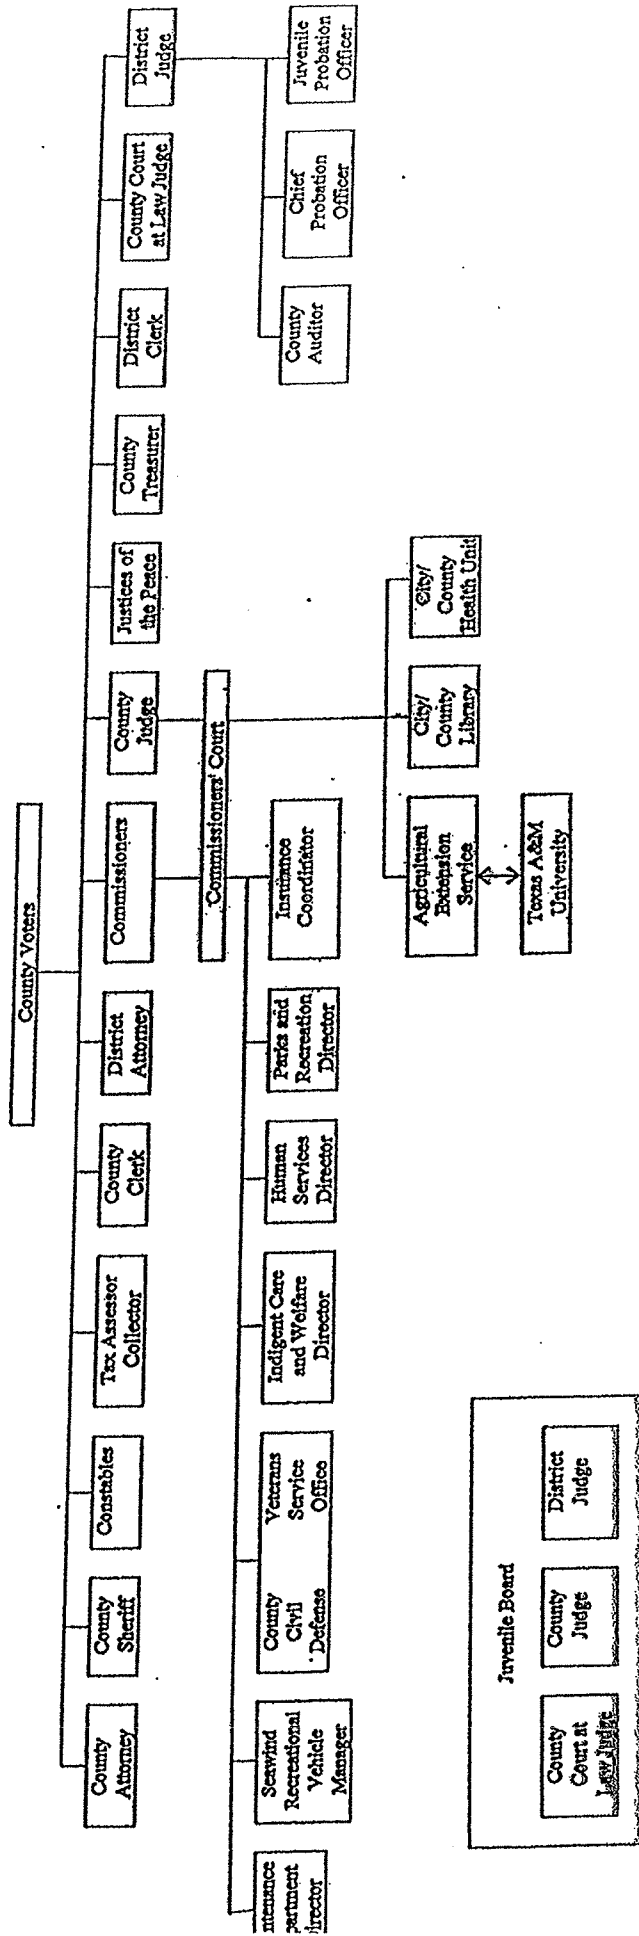 County Voters
County
Attorney
County
Sheriff
Constables
Tax Assessor
Collector
County
Clerk
District
Attorney
Commissioners
County
Judge
Justices of
the Peace
County
Treasurer
District
Clerk
County Court
at Law Judge
District
Judge
Commissioners' Court
County
Auditor
Chief
Probation
Officer
Juvenile
Probation
Officer
ntenance
partment
irector
Seawind
Recreational
Vehicle
Manager
County
Civil
Defense
Veterans
Service
Office
Indigent Care
and Welfare
Director
Human
Services
Director
Parks and
Recreation
Director
Insurance
Coordinator
Agricultural
Extension
Service
City/
County
Library
City/
County
Health Unit
Texas A&M
University
Juvenile Board
County
Court at
Law Judge
County
Judge
District
Judge